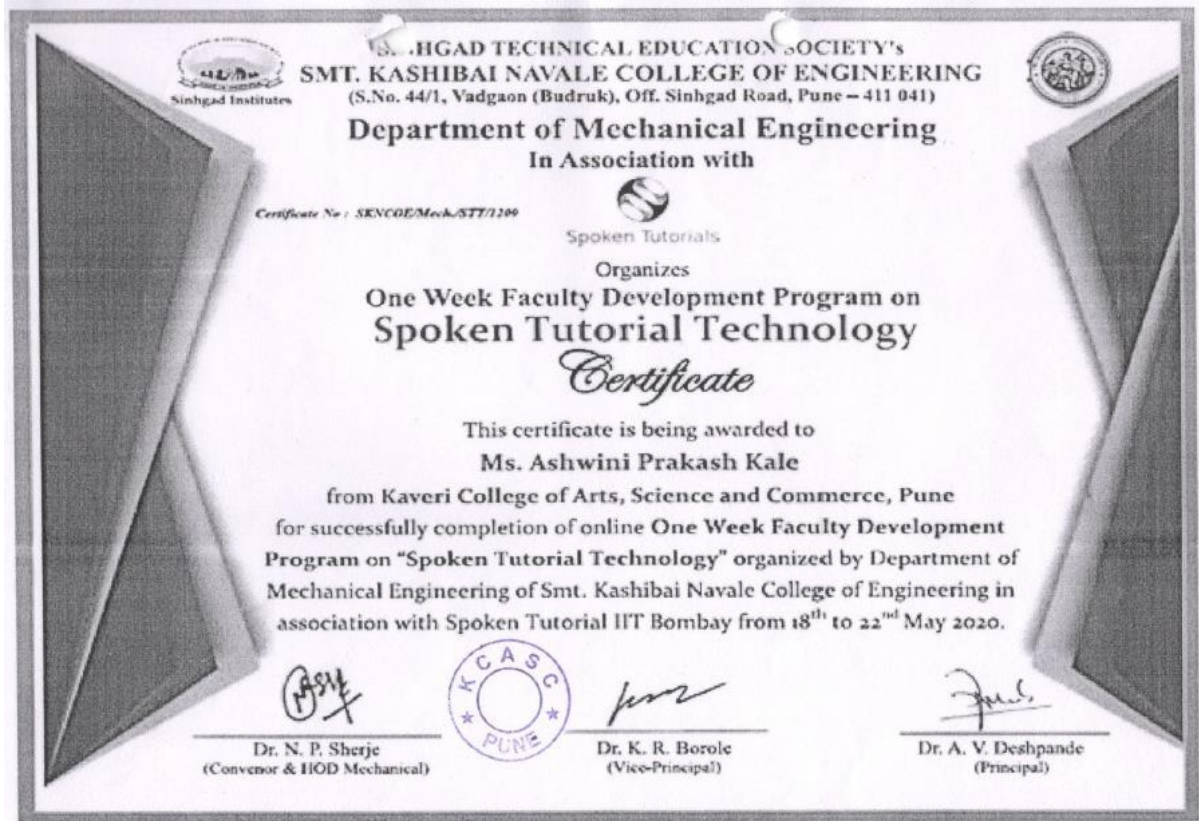 HGAD TECHNICAL EDUCATION SOCIETY's
SMT. KASHIBAI NAVALE COLLEGE OF ENGINEERING
Sinhgad Institutes
(S.No. 44/1, Vadgaon (Budruk), Off. Sinhgad Road, Pune – 411 041)
Department of Mechanical Engineering
In Association with
Certificate No : SKNCOE/Mech./STT/1209
Spoken Tutorials
Organizes
One Week Faculty Development Program on
Spoken Tutorial Technology
Certificate
This certificate is being awarded to
Ms. Ashwini Prakash Kale
from Kaveri College of Arts, Science and Commerce, Pune
for successfully completion of online One Week Faculty Development
Program on “Spoken Tutorial Technology” organized by Department of
Mechanical Engineering of Smt. Kashibai Navale College of Engineering in
association with Spoken Tutorial IIT Bombay from 18th to 22nd May 2020.
KCASC
PUNE
Dr. N. P. Sherje
(Convenor & HOD Mechanical)
Dr. K. R. Borole
(Vice-Principal)
Dr. A. V. Deshpande
(Principal)